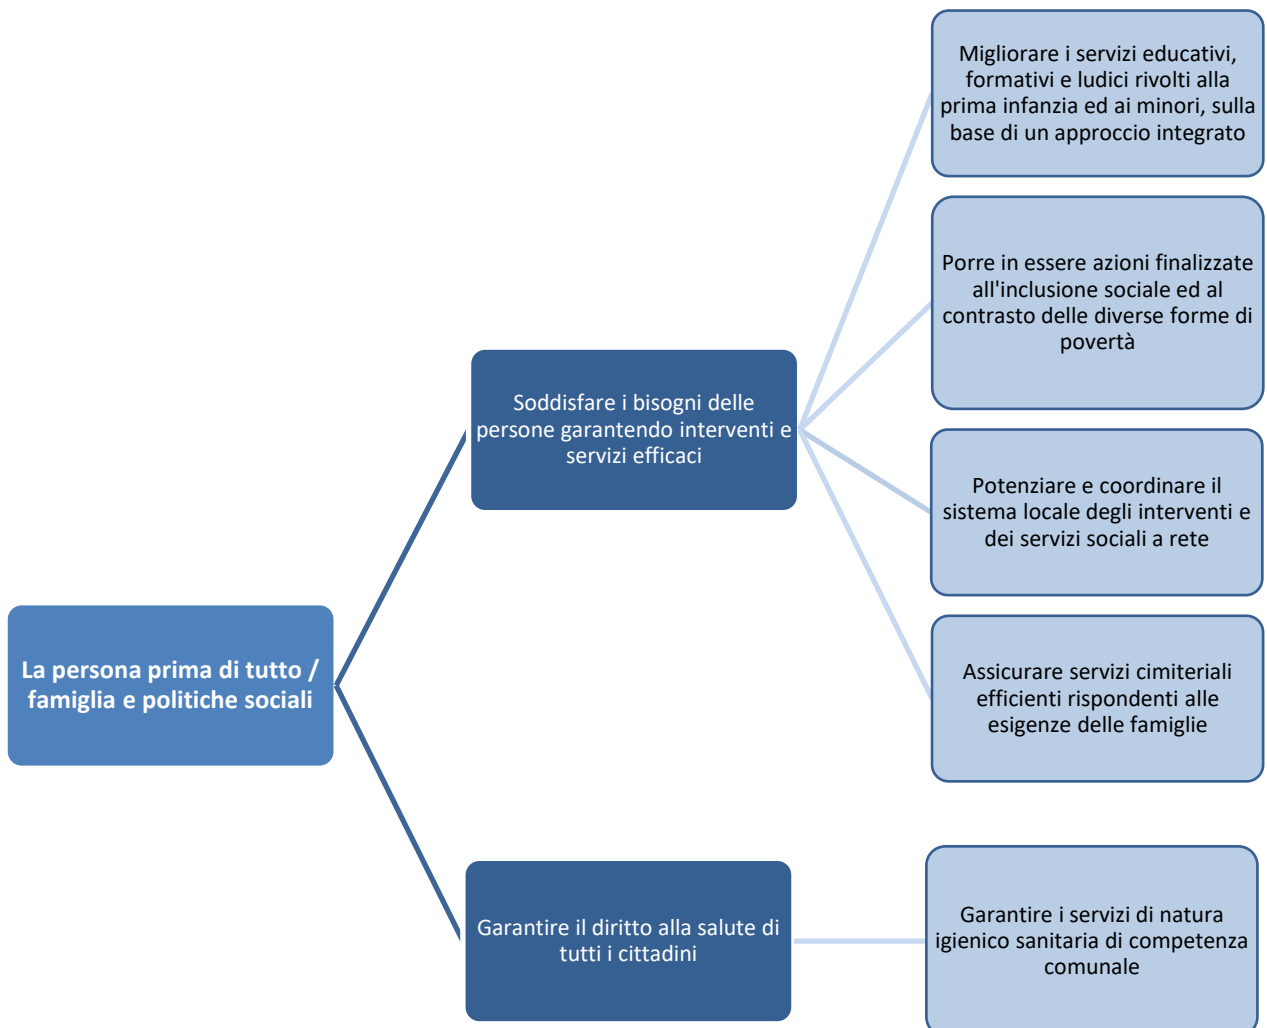 Migliorare i servizi educativi,
formativi e ludici rivolti alla
prima infanzia ed ai minori, sulla
base di un approccio integrato
Porre in essere azioni finalizzate
all'inclusione sociale ed al
contrasto delle diverse forme di
povertà
Soddisfare i bisogni delle
persone garantendo interventi e
servizi efficaci
Potenziare e coordinare il
sistema locale degli interventi e
dei servizi sociali a rete
La persona prima di tutto /
famiglia e politiche sociali
Assicurare servizi cimiteriali
efficienti rispondenti alle
esigenze delle famiglie
Garantire il diritto alla salute di
tutti i cittadini
Garantire i servizi di natura
igienico sanitaria di competenza
comunale